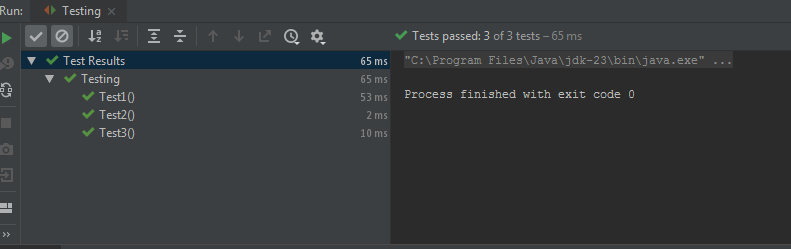 Run: Testing
Tests passed: 3 of 3 tests – 65 ms
Test Results 65 ms
Testing 65 ms
Test1() 53 ms
Test2() 2 ms
Test3() 10 ms
"C:\Program Files\Java\jdk-23\bin\java.exe" ...
Process finished with exit code 0